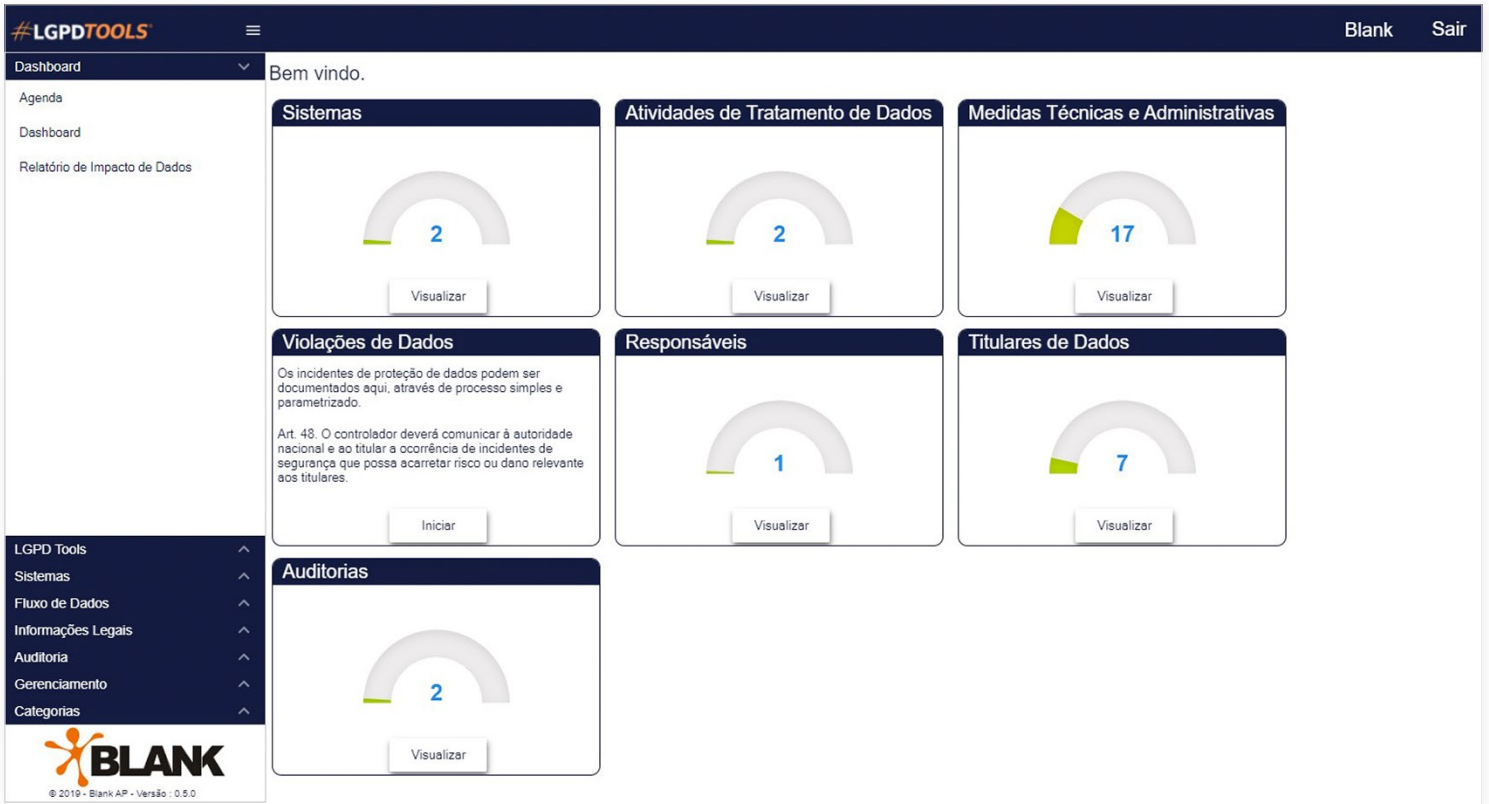 #LGPDTOOLS
Blank
Sair
Dashboard
Agenda
Dashboard
Relatório de Impacto de Dados
LGPD Tools
Sistemas
Fluxo de Dados
Informações Legais
Auditoria
Gerenciamento
Categorias
BLANK
© 2019 - Blank AP - Versão : 0.5.0
Bem vindo.
Sistemas
2
Visualizar
Atividades de Tratamento de Dados
2
Visualizar
Medidas Técnicas e Administrativas
17
Visualizar
Violações de Dados
Os incidentes de proteção de dados podem ser
documentados aqui, através de processo simples e
parametrizado.
Art. 48. O controlador deverá comunicar à autoridade
nacional e ao titular a ocorrência de incidentes de
segurança que possa acarretar risco ou dano relevante
aos titulares.
Iniciar
Responsáveis
1
Visualizar
Titulares de Dados
7
Visualizar
Auditorias
2
Visualizar